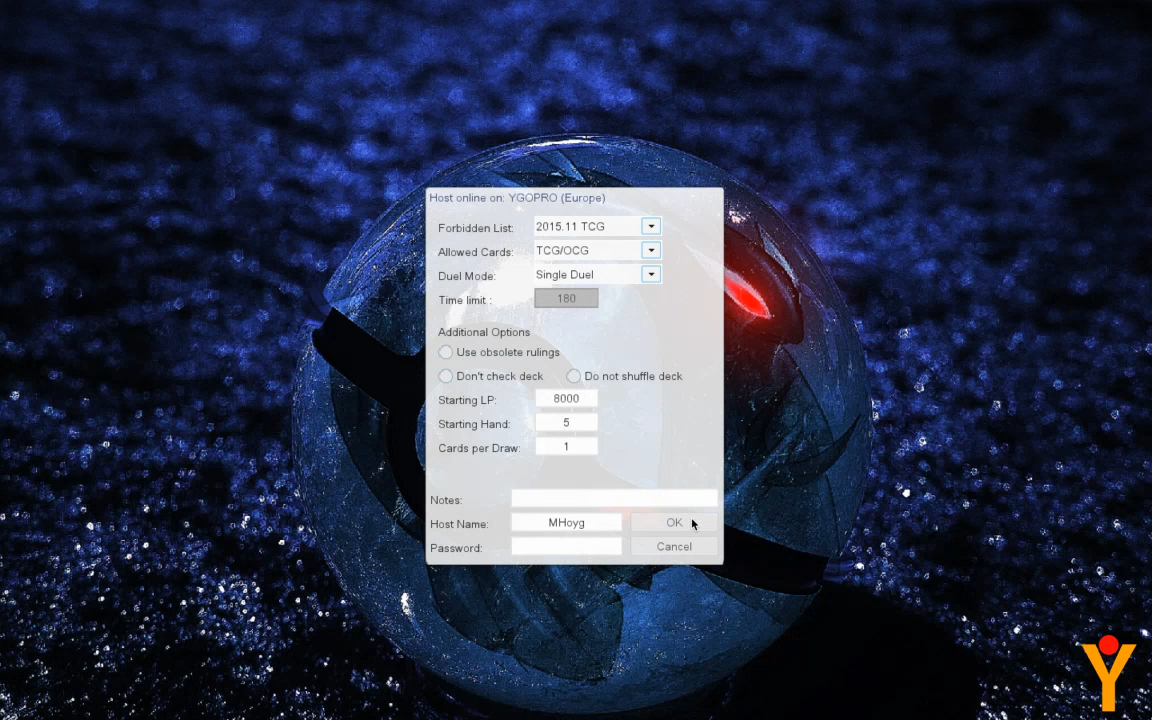 Host online on: YGOPRO (Europe)
Forbidden List: 2015.11 TCG
Allowed Cards: TCG/OCG
Duel Mode: Single Duel
Time limit : 180
Additional Options
Use obsolete rulings
Don't check deck Do not shuffle deck
Starting LP: 8000
Starting Hand: 5
Cards per Draw: 1
Notes:
Host Name: MHoyg OK
Password: Cancel
Y